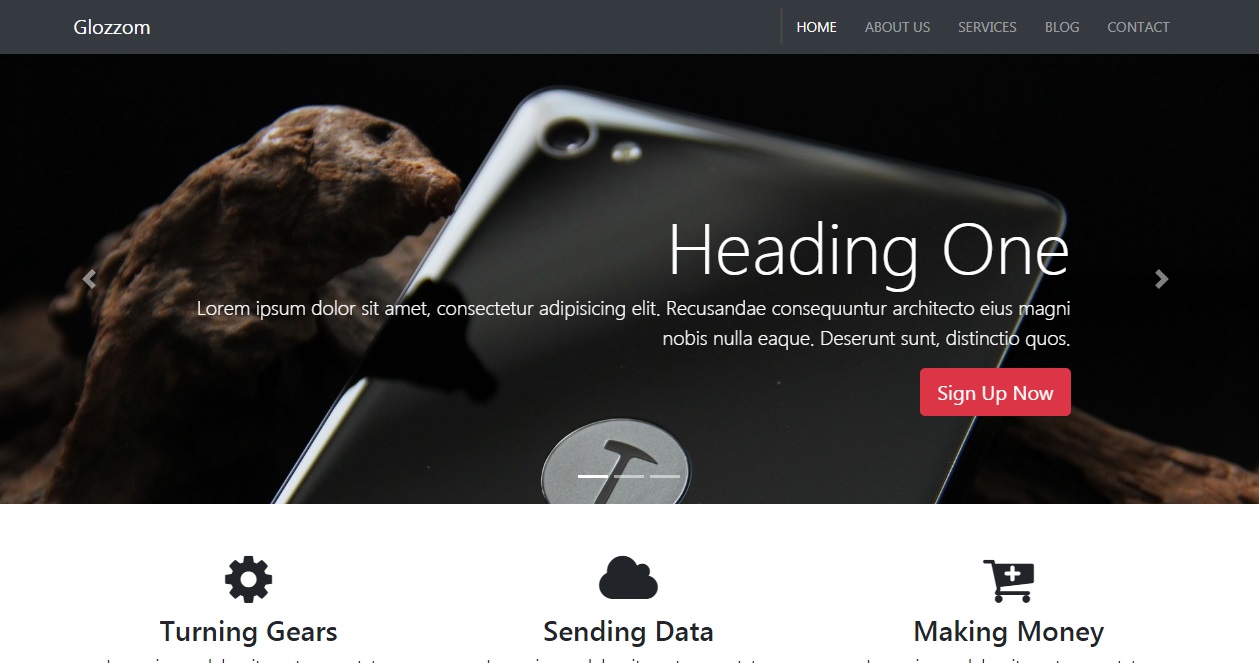 Glozzom
HOME ABOUT US SERVICES BLOG CONTACT
Heading One
Lorem ipsum dolor sit amet, consectetur adipisicing elit. Recusandae consequuntur architecto eius magni
nobis nulla eaque. Deserunt sunt, distinctio quos.
Sign Up Now
Turning Gears
Sending Data
Making Money